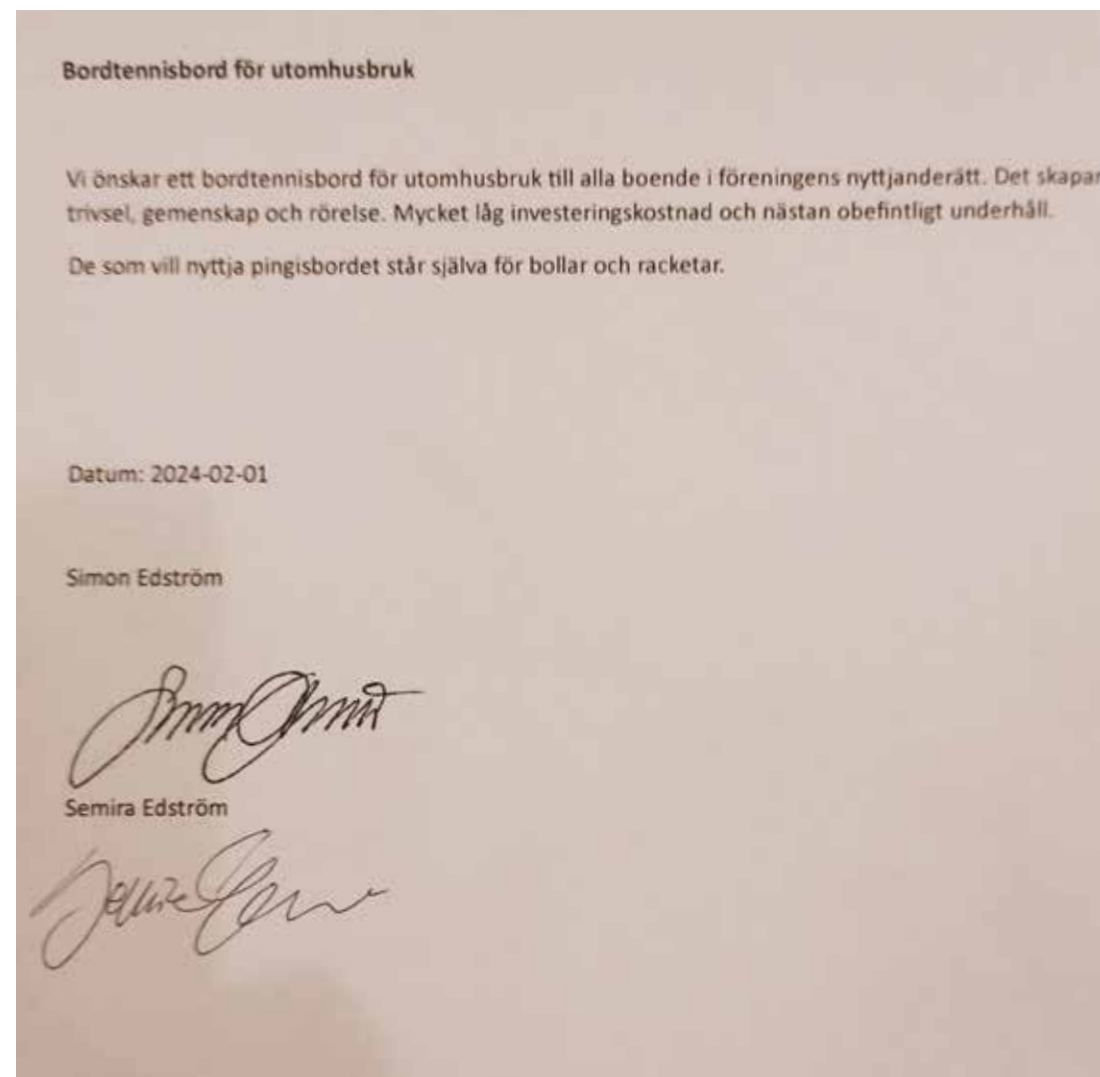 Bordtennisbord för utomhusbruk
Vi önskar ett bordtennisbord för utomhusbruk till alla boende i föreningens nyttjanderätt. Det skapar
trivsel, gemenskap och rörelse. Mycket låg investeringskostnad och nästan obefintligt underhåll.
De som vill nyttja pingisbordet står själva för bollar och racketar.
Datum: 2024-02-01
Simon Edström
Semira Edström